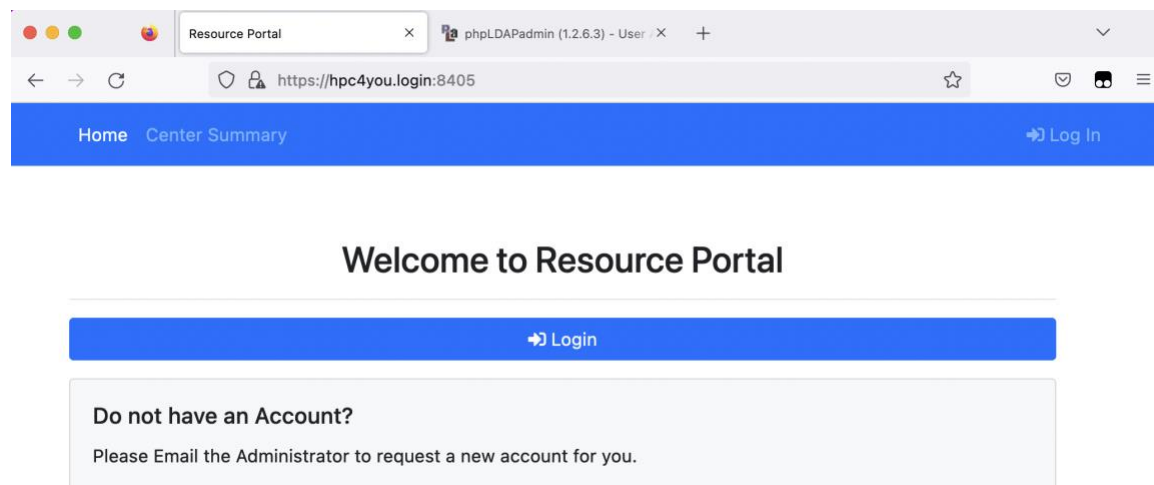 Resource Portal
phpLDAPadmin (1.2.6.3) - User
https://hpc4you.login:8405
Home Center Summary Log In
Welcome to Resource Portal
Login
Do not have an Account?
Please Email the Administrator to request a new account for you.